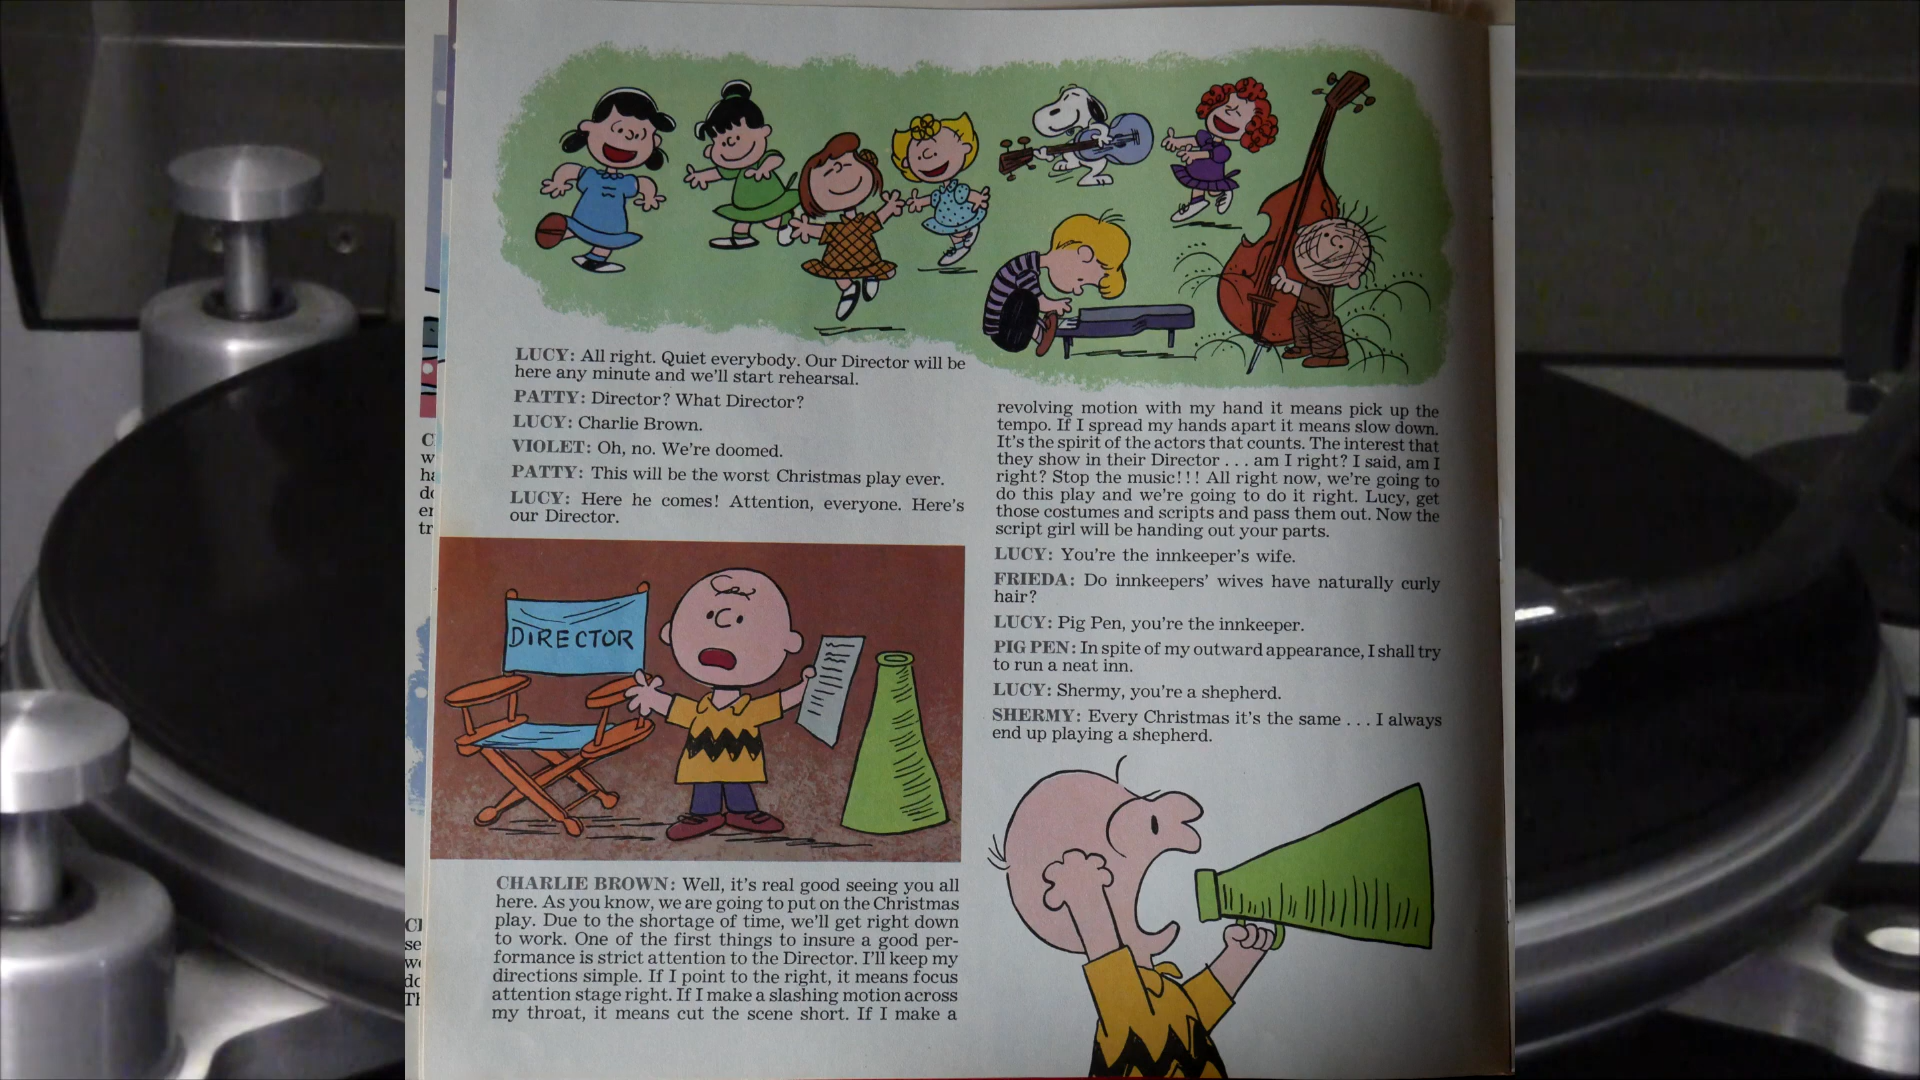 LUCY: All right. Quiet everybody. Our Director will be
here any minute and we'll start rehearsal.
PATTY: Director? What Director?
LUCY: Charlie Brown.
VIOLET: Oh, no. We're doomed.
PATTY: This will be the worst Christmas play ever.
LUCY: Here he comes! Attention, everyone. Here's
our Director.
DIRECTOR
CHARLIE BROWN: Well, it's real good seeing you all
here. As you know, we are going to put on the Christmas
play. Due to the shortage of time, we'll get right down
to work. One of the first things to insure a good per-
formance is strict attention to the Director. I'll keep my
directions simple. If I point to the right, it means focus
attention stage right. If I make a slashing motion across
my throat, it means cut the scene short. If I make a
revolving motion with my hand it means pick up the
tempo. If I spread my hands apart it means slow down.
It's the spirit of the actors that counts. The interest that
they show in their Director . . . am I right? I said, am I
right? Stop the music! ! ! All right now, we're going to
do this play and we're going to do it right. Lucy, get
those costumes and scripts and pass them out. Now the
script girl will be handing out your parts.
LUCY: You're the innkeeper's wife.
FRIEDA: Do innkeepers' wives have naturally curly
hair?
LUCY: Pig Pen, you're the innkeeper.
PIG PEN: In spite of my outward appearance, I shall try
to run a neat inn.
LUCY: Shermy, you're a shepherd.
SHERMY: Every Christmas it's the same . . . I always
end up playing a shepherd.